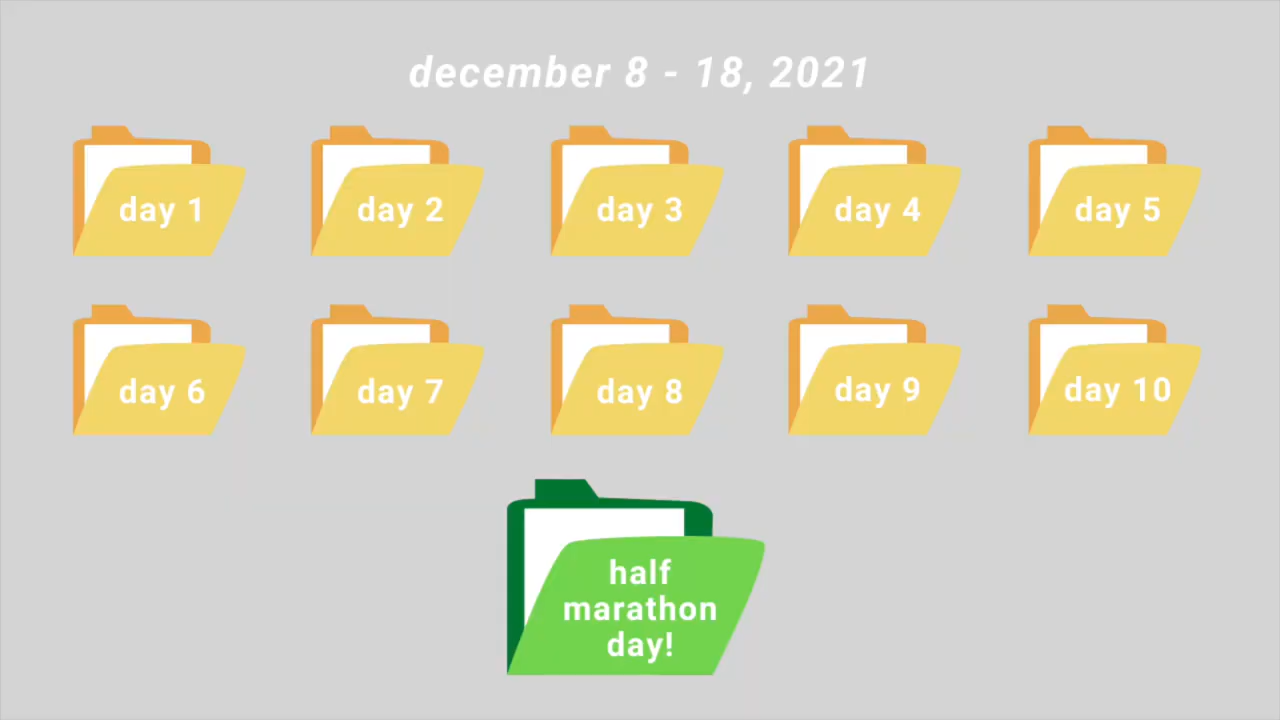 december 8 - 18, 2021
day 1
day 2
day 3
day 4
day 5
day 6
day 7
day 8
day 9
day 10
half
marathon
day!